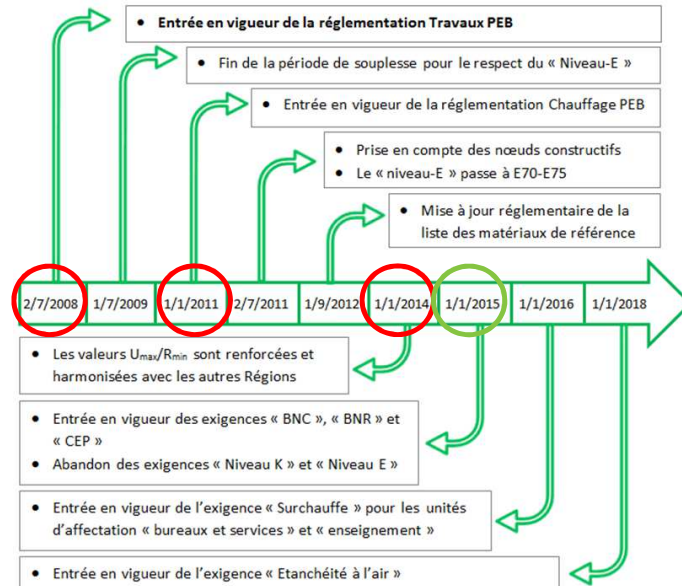 • Entrée en vigueur de la réglementation Travaux PEB
• Fin de la période de souplesse pour le respect du « Niveau-E »
• Entrée en vigueur de la réglementation Chauffage PEB
• Prise en compte des nœuds constructifs
• Le « niveau-E » passe à E70-E75
• Mise à jour réglementaire de la
liste des matériaux de référence
2/7/2008 1/7/2009 1/1/2011 2/7/2011 1/9/2012 1/1/2014 1/1/2015 1/1/2016 1/1/2018
• Les valeurs Umax/Rmin sont renforcées et
harmonisées avec les autres Régions
• Entrée en vigueur des exigences « BNC », « BNR » et
« CEP »
• Abandon des exigences « Niveau K » et « Niveau E »
• Entrée en vigueur de l'exigence « Surchauffe » pour les unités
d'affectation « bureaux et services » et « enseignement »
• Entrée en vigueur de l'exigence « Etanchéité à l'air »